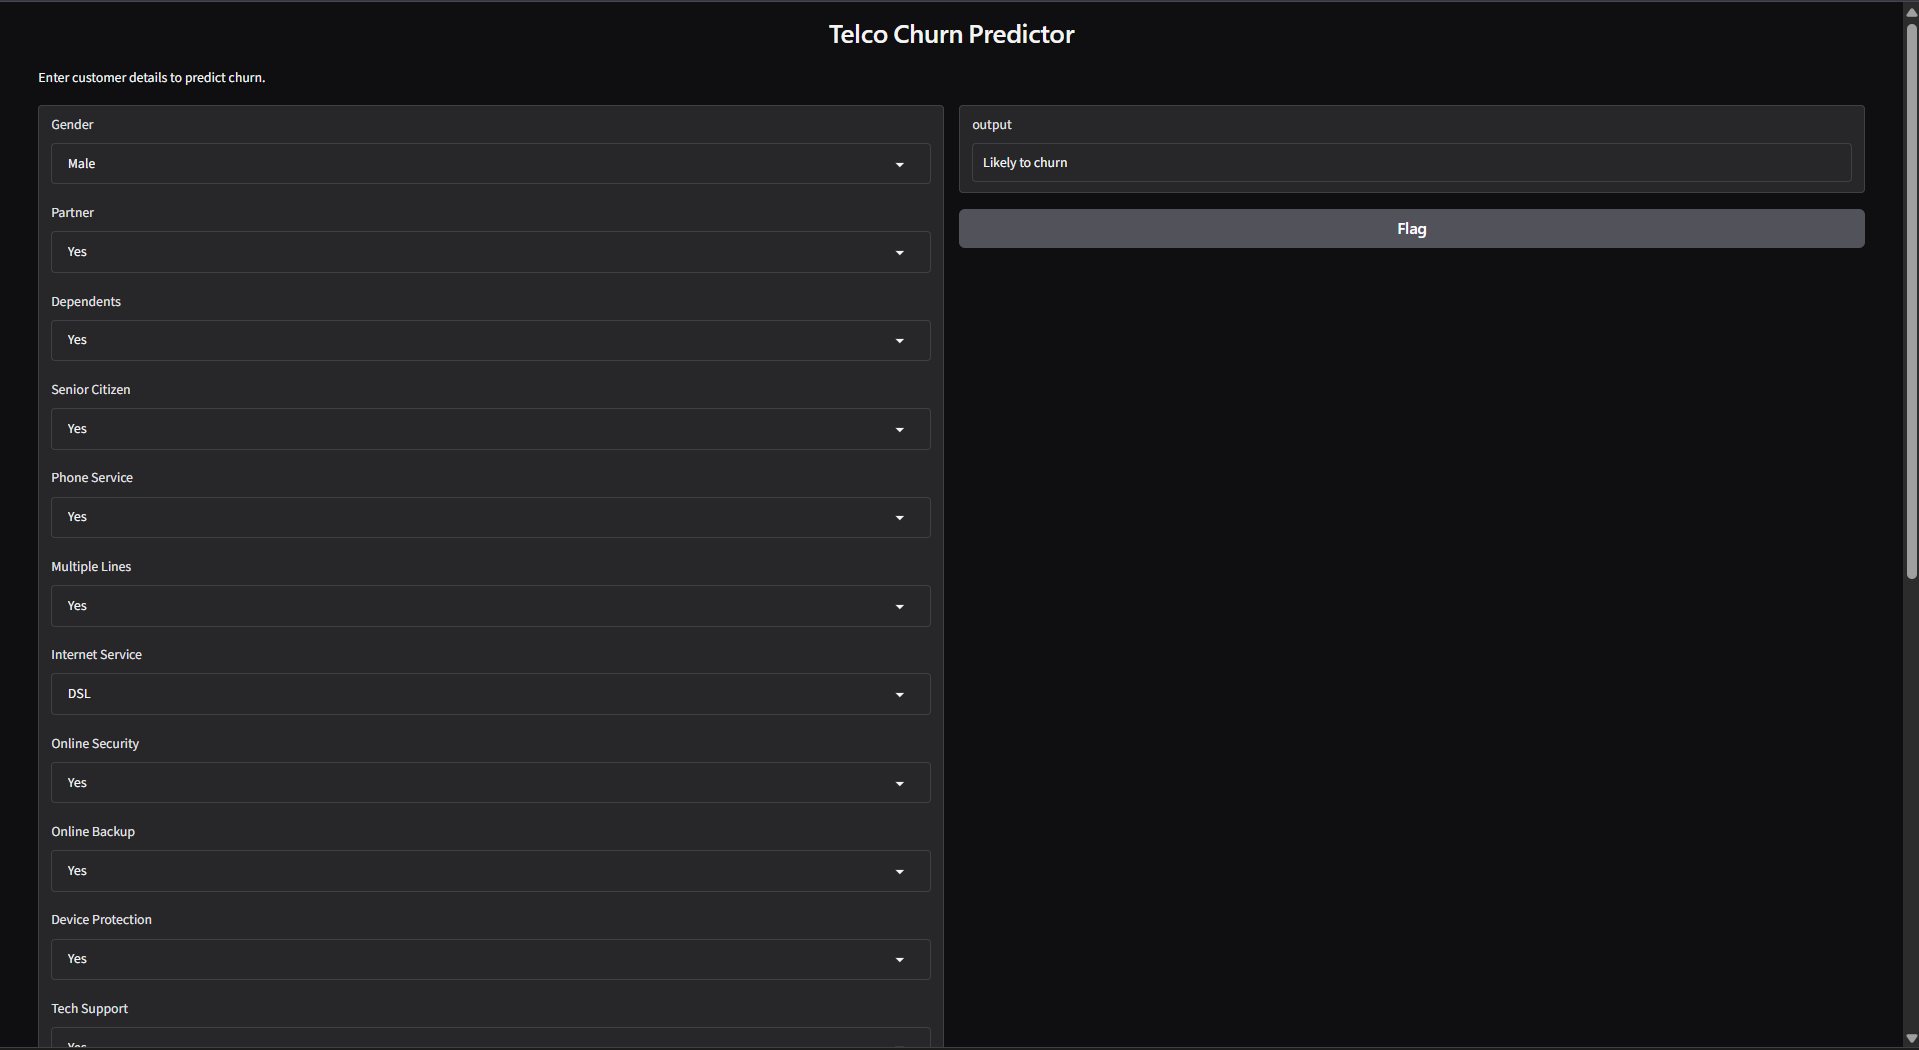 Telco Churn Predictor
Enter customer details to predict churn.
Gender
Male
Partner
Yes
Dependents
Yes
Senior Citizen
Yes
Phone Service
Yes
Multiple Lines
Yes
Internet Service
DSL
Online Security
Yes
Online Backup
Yes
Device Protection
Yes
Tech Support
Yes
output
Likely to churn
Flag